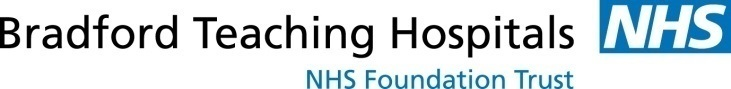 Bradford Teaching Hospitals NHS
NHS Foundation Trust